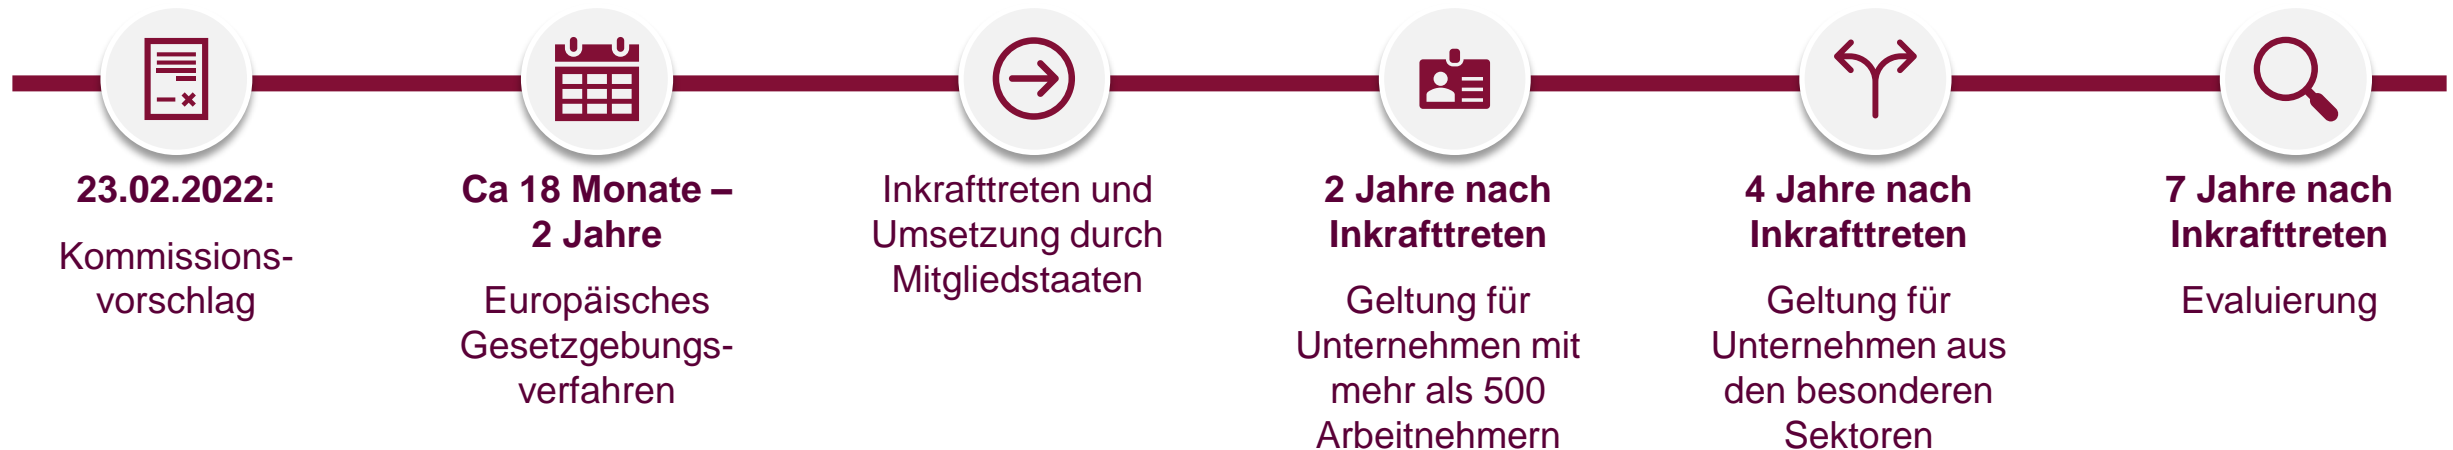 23.02.2022:
Kommissions-
vorschlag
Ca 18 Monate –
2 Jahre
Europäisches
Gesetzgebungs-
verfahren
Inkrafttreten und
Umsetzung durch
Mitgliedstaaten
2 Jahre nach
Inkrafttreten
Geltung für
Unternehmen mit
mehr als 500
Arbeitnehmern
4 Jahre nach
Inkrafttreten
Geltung für
Unternehmen aus
den besonderen
Sektoren
7 Jahre nach
Inkrafttreten
Evaluierung